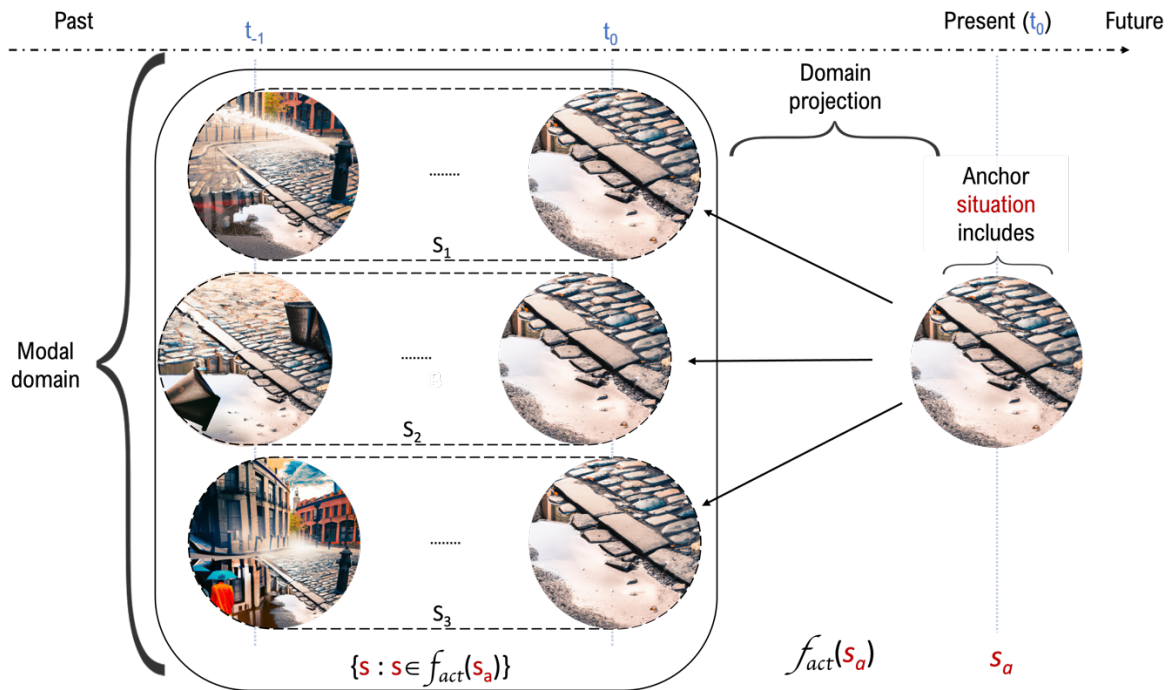 Past
Present (t₀)
Future
t₋₁
t₀
Domain
projection
Anchor
situation
includes
........
S₁
Modal
domain
........
S₂
........
S₃
{s : s ∈ fact(sa)}
fact(sa)
sa